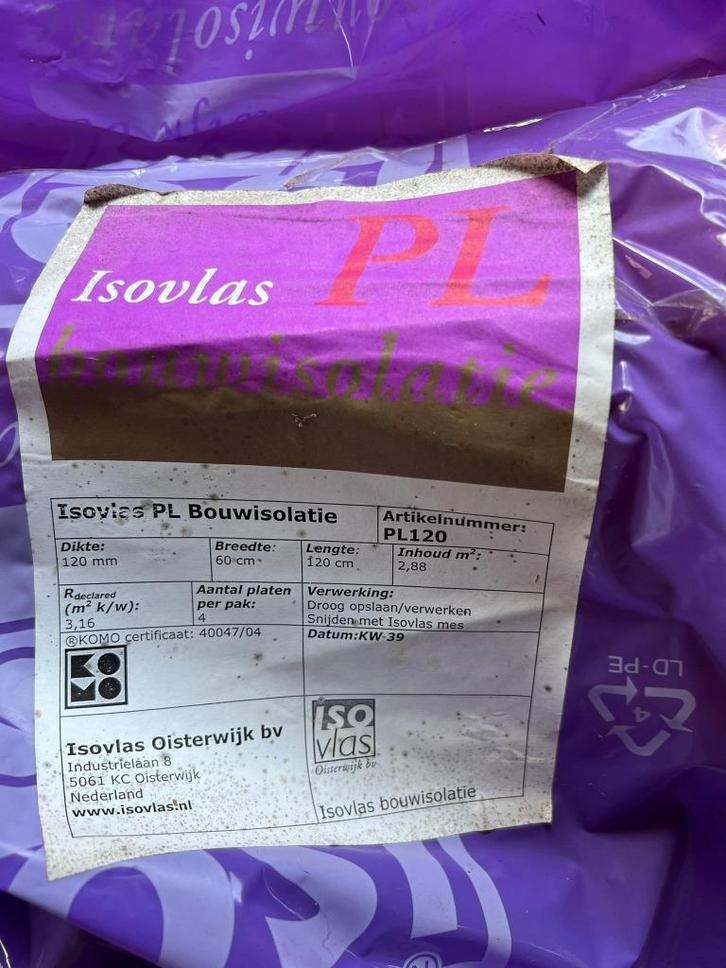 bouwisolatie
Isovlas PL
bouwisolatie
Isovlas PL Bouwisolatie
Artikelnummer:
PL120
Dikte:
120 mm
Breedte:
60 cm
Lengte:
120 cm
Inhoud m²:
2,88
Rdeclared
(m² k/w):
3,16
Aantal platen
per pak:
4
Verwerking:
Droog opslaan/verwerken
Snijden met Isovlas mes
®KOMO certificaat: 40047/04
Datum:KW 39
KOMO
Isovlas Oisterwijk bv
Industrielaan 8
5061 KC Oisterwijk
Nederland
www.isovlas.nl
iso
vlas
Oisterwijk bv
Isovlas bouwisolatie
LD-PE
4